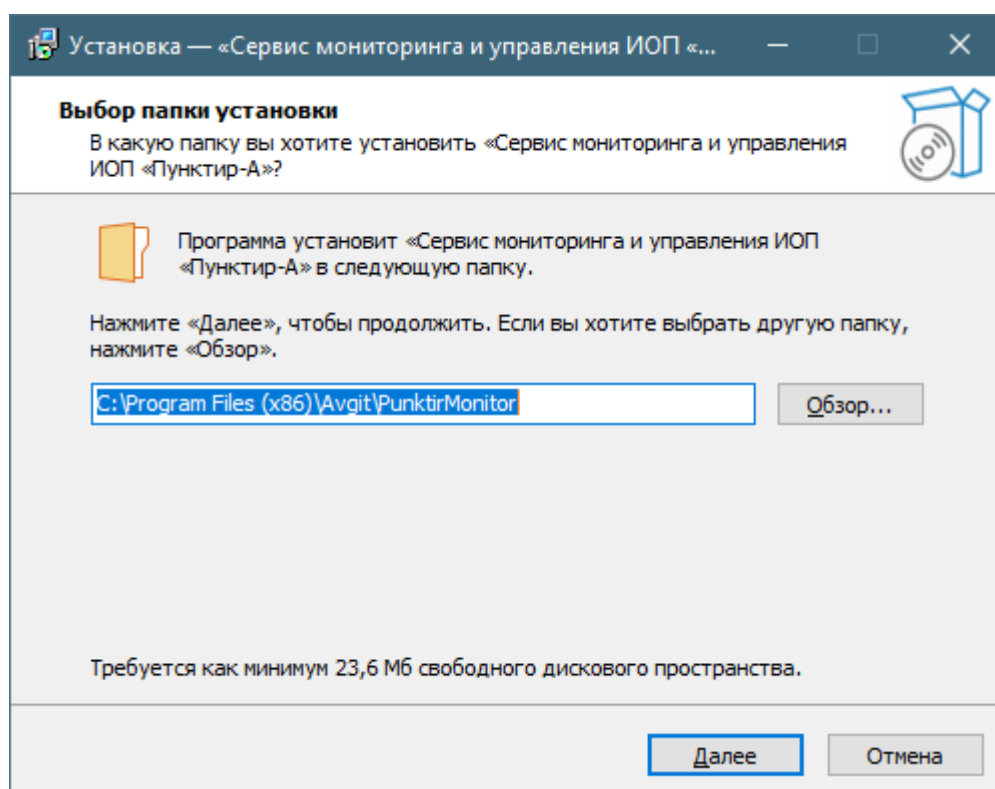 Установка — «Сервис мониторинга и управления ИОП «...
Выбор папки установки
В какую папку вы хотите установить «Сервис мониторинга и управления
ИОП «Пунктир-А»?
Программа установит «Сервис мониторинга и управления ИОП
«Пунктир-А» в следующую папку.
Нажмите «Далее», чтобы продолжить. Если вы хотите выбрать другую папку,
нажмите «Обзор».
C:\Program Files (x86)\Avgit\PunktirMonitor
Обзор...
Требуется как минимум 23,6 Мб свободного дискового пространства.
Далее
Отмена